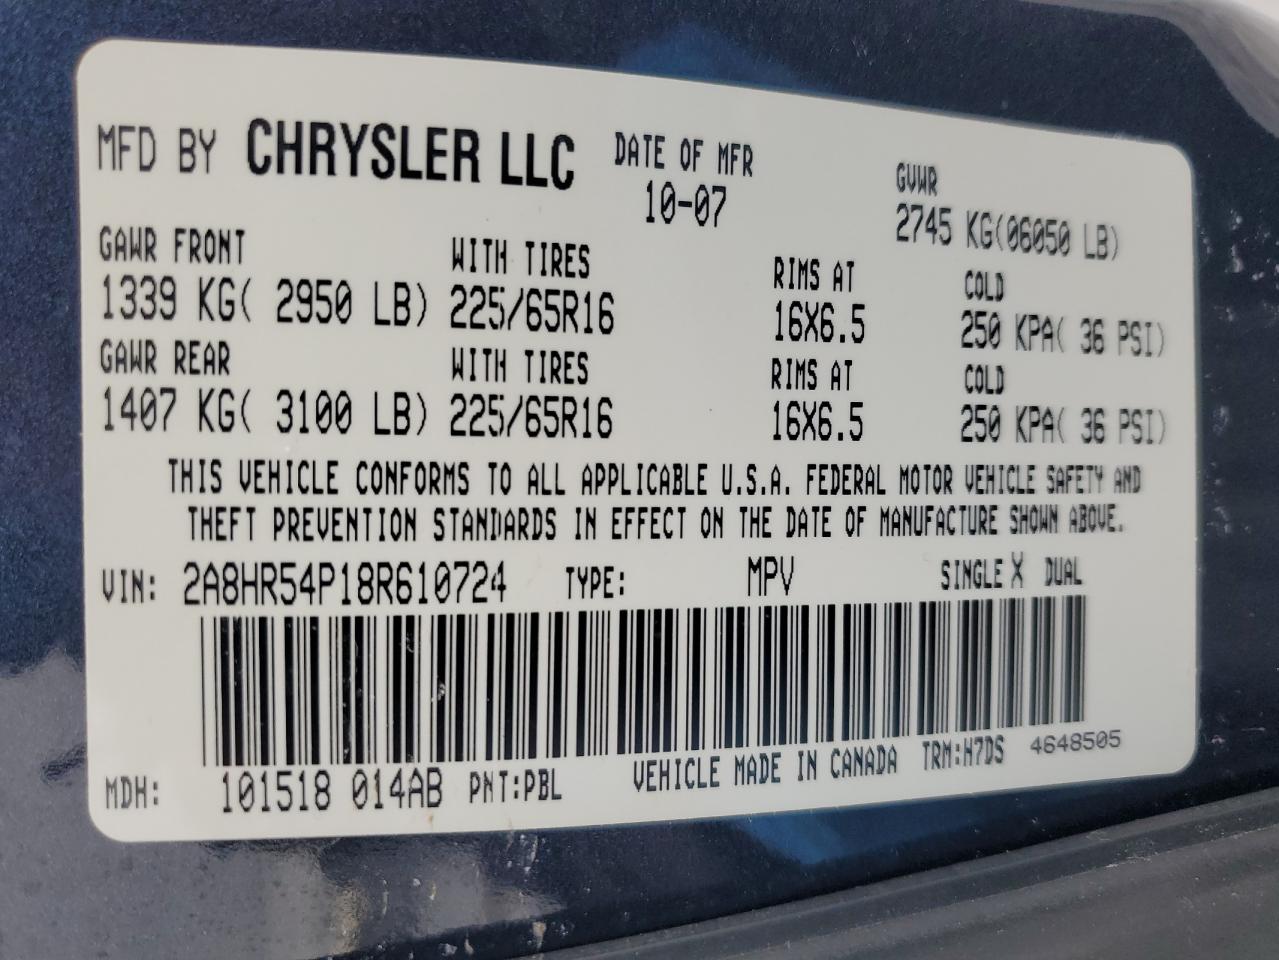 MFD BY CHRYSLER LLC DATE OF MFR GVWR
10-07 2745 KG(06050 LB)
GAWR FRONT WITH TIRES RIMS AT COLD
1339 KG( 2950 LB) 225/65R16 16X6.5 250 KPA( 36 PSI)
GAWR REAR WITH TIRES RIMS AT COLD
1407 KG( 3100 LB) 225/65R16 16X6.5 250 KPA( 36 PSI)
THIS VEHICLE CONFORMS TO ALL APPLICABLE U.S.A. FEDERAL MOTOR VEHICLE SAFETY AND
THEFT PREVENTION STANDARDS IN EFFECT ON THE DATE OF MANUFACTURE SHOWN ABOVE.
VIN: 2A8HR54P18R610724 TYPE: MPV SINGLE X DUAL
MDH: 101518 014AB PNT:PBL VEHICLE MADE IN CANADA TRM:H7DS 4648505